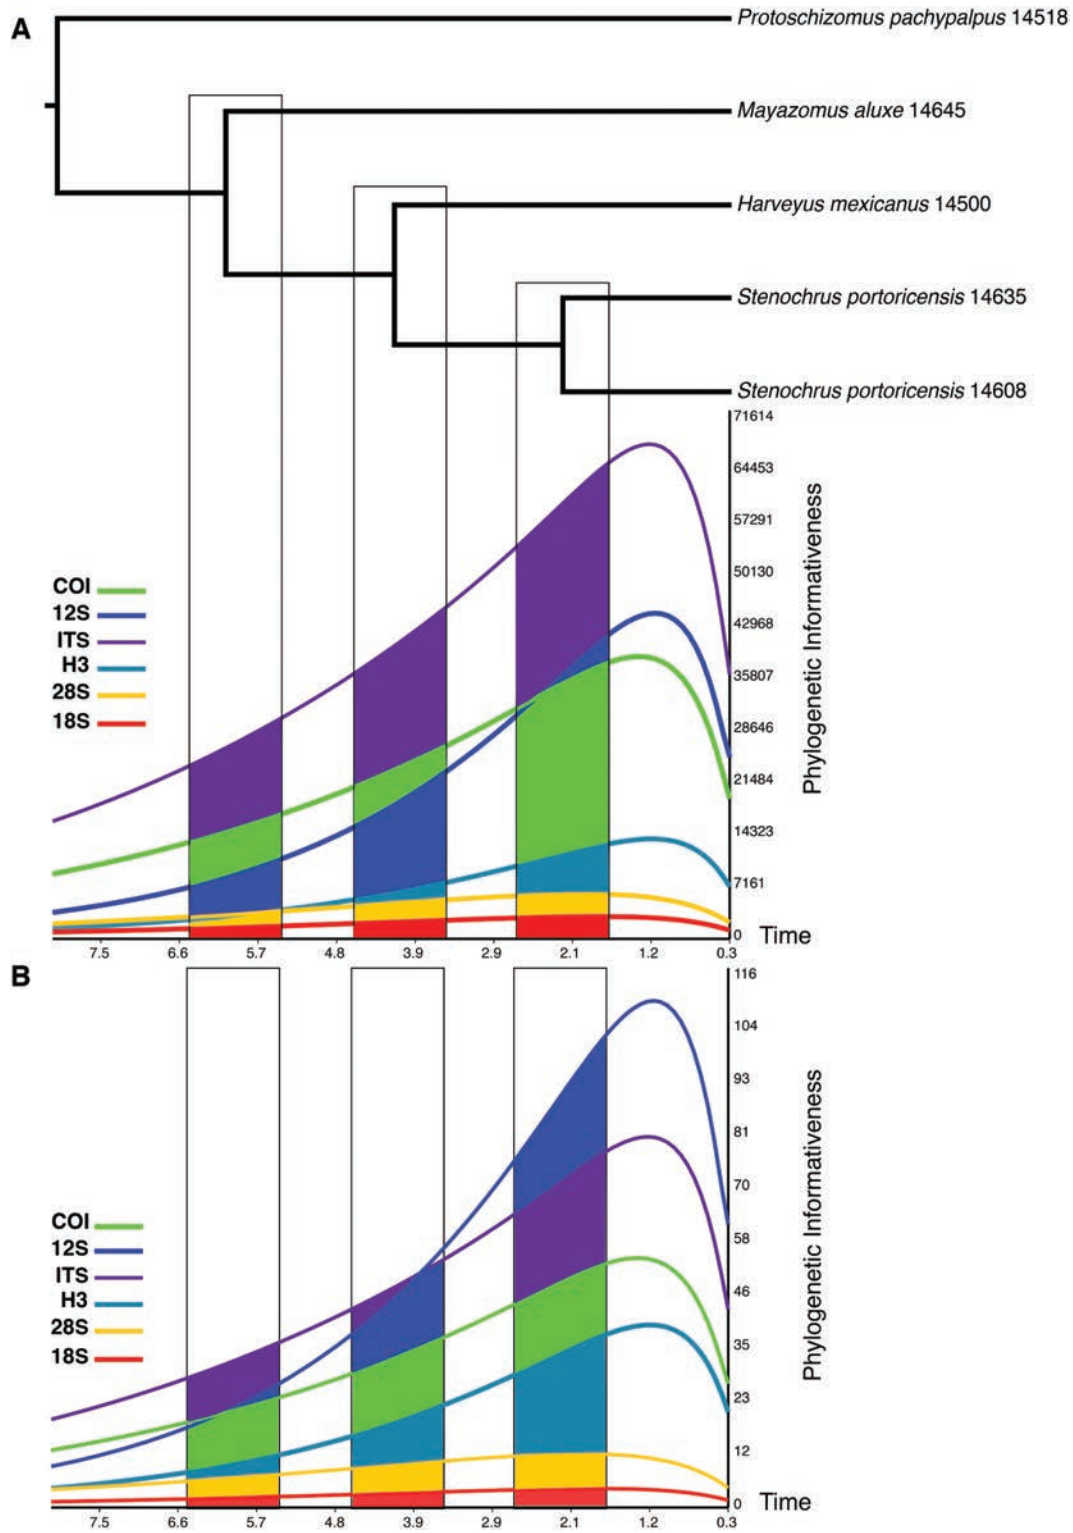 A
Protoschizomus pachypalpus 14518
Mayazomus aluxe 14645
Harveyus mexicanus 14500
Stenochrus portoricensis 14635
Stenochrus portoricensis 14608
71614
64453
57291
50130
42968
35807
28646
21484
14323
7161
0
Phylogenetic Informativeness
COI
12S
ITS
H3
28S
18S
Time
7.5 6.6 5.7 4.8 3.9 2.9 2.1 1.2 0.3
B
116
104
93
81
70
58
46
35
23
12
0
Phylogenetic Informativeness
COI
12S
ITS
H3
28S
18S
Time
7.5 6.6 5.7 4.8 3.9 2.9 2.1 1.2 0.3